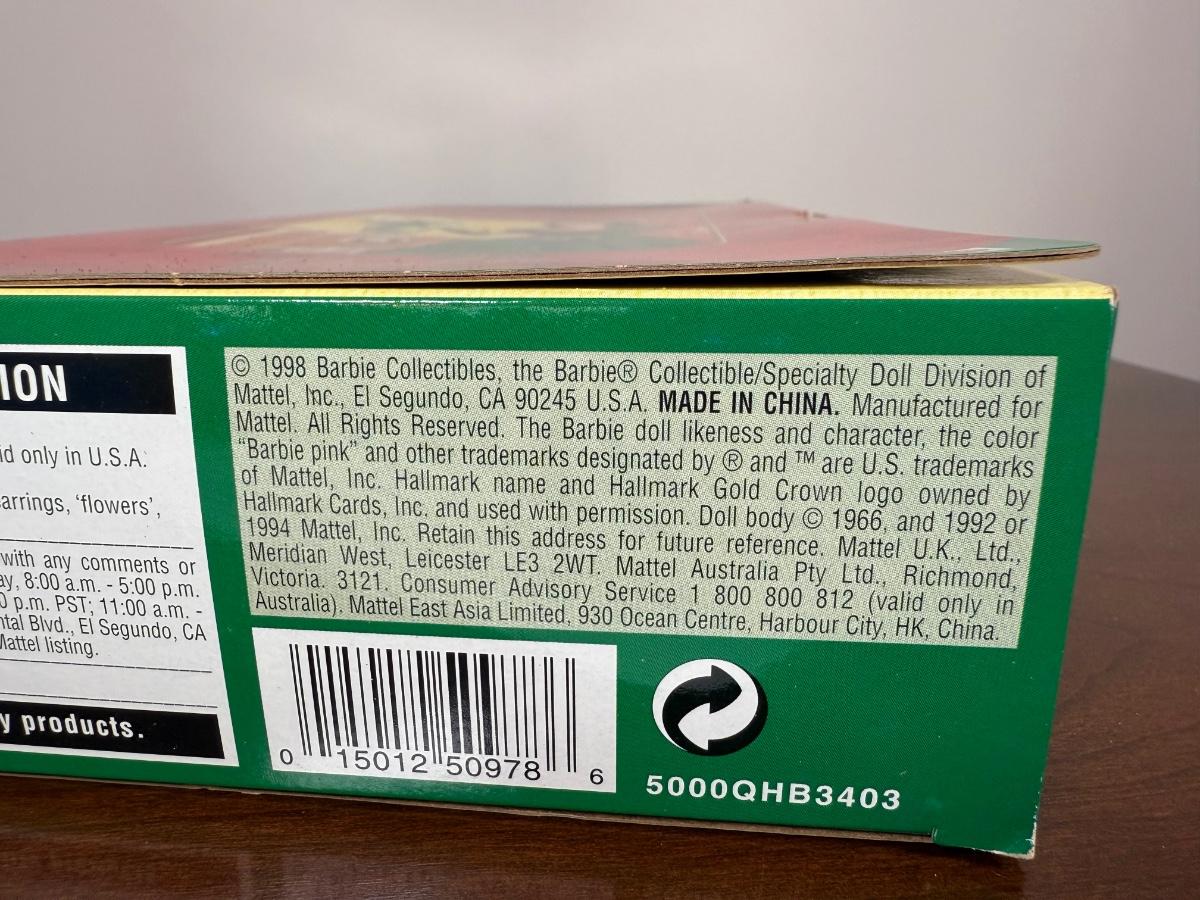 ION
id only in U.S.A.
arrings, ‘flowers’,
with any comments or
ay, 8:00 a.m. - 5:00 p.m.
0 p.m. PST; 11:00 a.m. -
ntal Blvd., El Segundo, CA
Mattel listing.
y products.
© 1998 Barbie Collectibles, the Barbie® Collectible/Specialty Doll Division of
Mattel, Inc., El Segundo, CA 90245 U.S.A. MADE IN CHINA. Manufactured for
Mattel. All Rights Reserved. The Barbie doll likeness and character, the color
“Barbie pink” and other trademarks designated by ® and ™ are U.S. trademarks
of Mattel, Inc. Hallmark name and Hallmark Gold Crown logo owned by
Hallmark Cards, Inc. and used with permission. Doll body © 1966, and 1992 or
1994 Mattel, Inc. Retain this address for future reference. Mattel U.K., Ltd.,
Meridian West, Leicester LE3 2WT. Mattel Australia Pty Ltd., Richmond,
Victoria. 3121. Consumer Advisory Service 1 800 800 812 (valid only in
Australia). Mattel East Asia Limited, 930 Ocean Centre, Harbour City, HK, China.
0 15012 50978 6
5000QHB3403